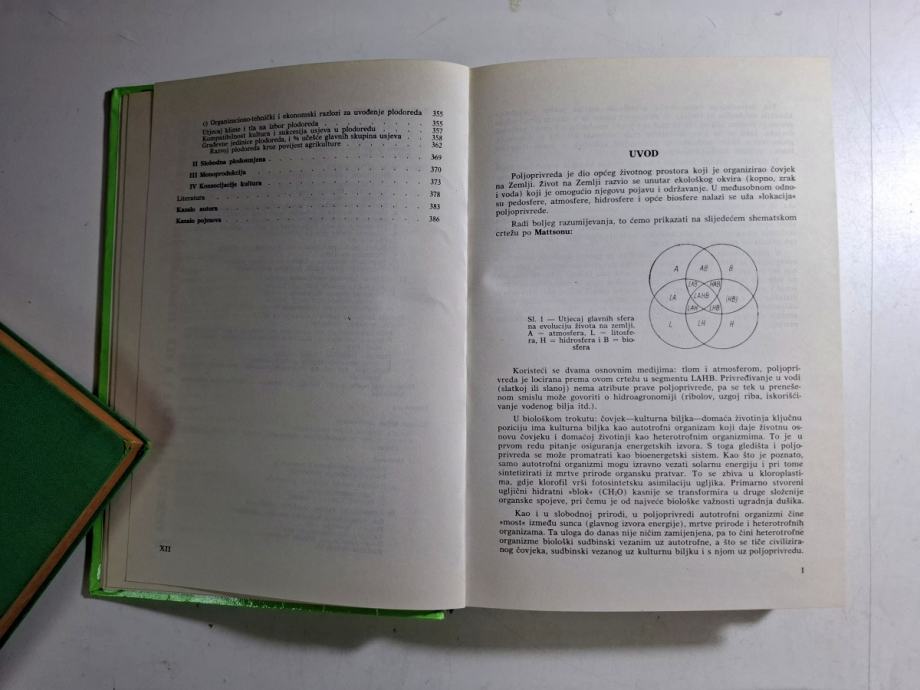 c) Organizaciono-tehnički i ekonomski razlozi za uvođenje plodoreda 355
Utjecaj klime i tla na izbor plodoreda . . . . . . . . 355
Kompatibilnost kultura i sukcesija usjeva u plodoredu . . . . 357
Građevne jedinice plodoreda, i % učešće glavnih skupina usjeva . . 358
Razvoj plodoreda kroz povijest agrikulture . . . . . . . 362
II Slobodna plodosmjena . . . . . . . . . . . . 369
III Monoprodukcija . . . . . . . . . . . . 370
IV Konsocijacije kultura . . . . . . . . . . . . 373
Literatura . . . . . . . . . . . . 378
Kazalo autora . . . . . . . . . . . . 383
Kazalo pojmova . . . . . . . . . . . . 386
XII
UVOD
Poljoprivreda je dio općeg životnog prostora koji je organizirao čovjek
na Zemlji. Život na Zemlji razvio se unutar ekološkog okvira (kopno, zrak
i voda) koji je omogućio njegovu pojavu i održavanje. U međusobnom odno-
su pedosfere, atmosfere, hidrosfere i opće biosfere nalazi se uža »lokacija«
poljoprivrede.
Radi boljeg razumijevanja, to ćemo prikazati na slijedećem shematskom
crtežu po Mattsonu:
A AB B
LAB HAB
LA LAHB (HB)
LAH LHB
L LH H
Sl. 1 — Utjecaj glavnih sfera
na evoluciju života na zemlji.
A = atmosfera, L = litosfe-
ra, H = hidrosfera i B = bio-
sfera
Koristeći se dvama osnovnim medijima: tlom i atmosferom, poljopri-
vreda je locirana prema ovom crtežu u segmentu LAHB. Privređivanje u vodi
(slatkoj ili slanoj) nema atribute prave poljoprivrede, pa se tek u prenese-
nom smislu može govoriti o hidroagronomiji (ribolov, uzgoj riba, iskorišći-
vanje vodenog bilja itd.).
U biološkom trokutu: čovjek—kulturna biljka—domaća životinja ključnu
poziciju ima kulturna biljka kao autotrofni organizam koji daje životnu os-
novu čovjeku i domaćoj životinji kao heterotrofnim organizmima. To je u
prvom redu pitanje osiguranja energetskih izvora. S toga gledišta i poljo-
privreda se može promatrati kao bioenergetski sistem. Kao što je poznato,
samo autotrofni organizmi mogu izravno vezati solarnu energiju i pri tome
sintetizirati iz mrtve prirode organsku pratvar. To se zbiva u kloroplasti-
ma, gdje klorofil vrši fotosintetsku asimilaciju ugljika. Primarno stvoreni
ugljični hidratni »blok« (CH₂O) kasnije se transformira u druge složenije
organske spojeve, pri čemu je od najveće biološke važnosti ugradnja dušika.
Kao i u slobodnoj prirodi, u poljoprivredi autotrofni organizmi čine
»most« između sunca (glavnog izvora energije), mrtve prirode i heterotrofnih
organizama. Ta uloga do danas nije ničim zamijenjena, pa to čini heterotrofne
organizme biološki sudbinski vezanim uz autotrofne, a što se tiče civilizira-
nog čovjeka, sudbinski vezanog uz kulturnu biljku i s njom uz poljoprivredu.
1